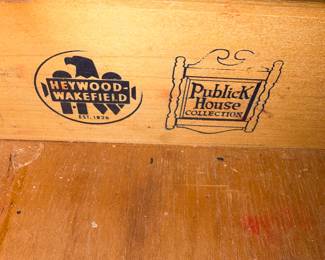 HEYWOOD-
WAKEFIELD
EST. 1826
PublicK
House
COLLECTION